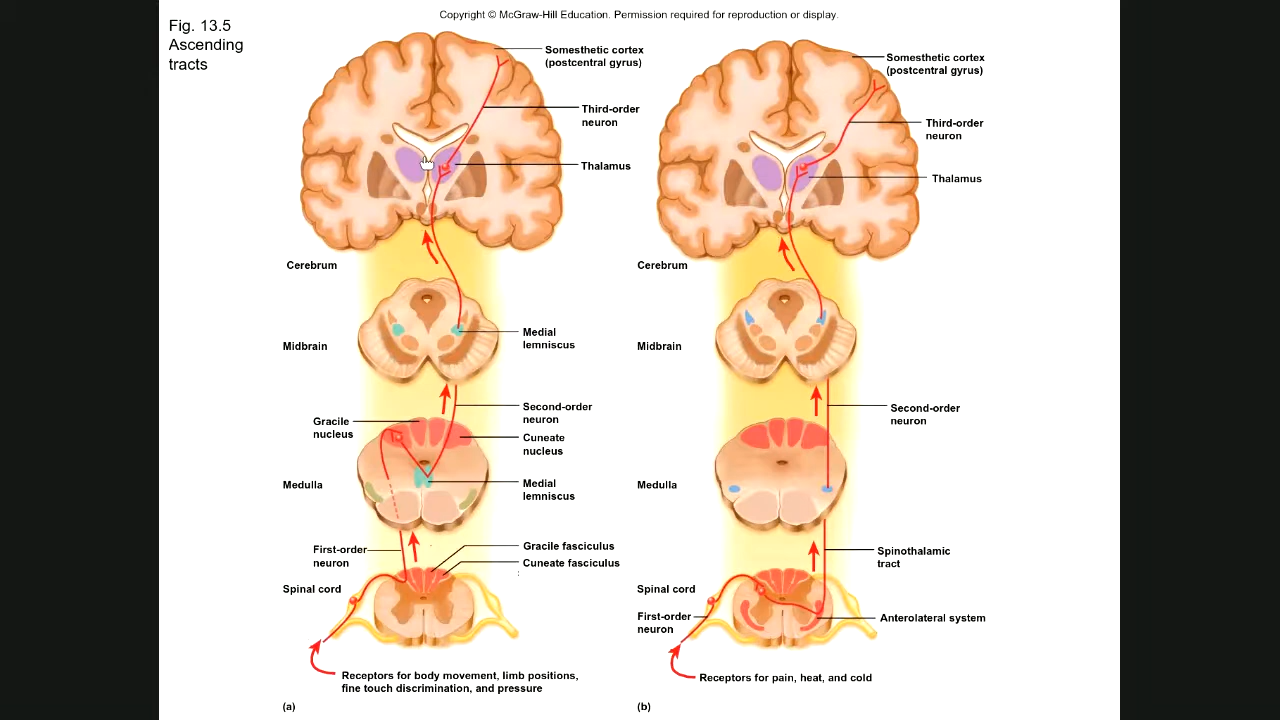 Copyright © McGraw-Hill Education. Permission required for reproduction or display.
Fig. 13.5
Ascending
tracts
Somesthetic cortex
(postcentral gyrus)
Third-order
neuron
Thalamus
Cerebrum
Midbrain
Medial
lemniscus
Second-order
neuron
Gracile
nucleus
Cuneate
nucleus
Medulla
Medial
lemniscus
First-order
neuron
Gracile fasciculus
Cuneate fasciculus
Spinal cord
Receptors for body movement, limb positions,
fine touch discrimination, and pressure
(a)
Somesthetic cortex
(postcentral gyrus)
Third-order
neuron
Thalamus
Cerebrum
Midbrain
Second-order
neuron
Medulla
Spinothalamic
tract
Spinal cord
First-order
neuron
Anterolateral system
Receptors for pain, heat, and cold
(b)